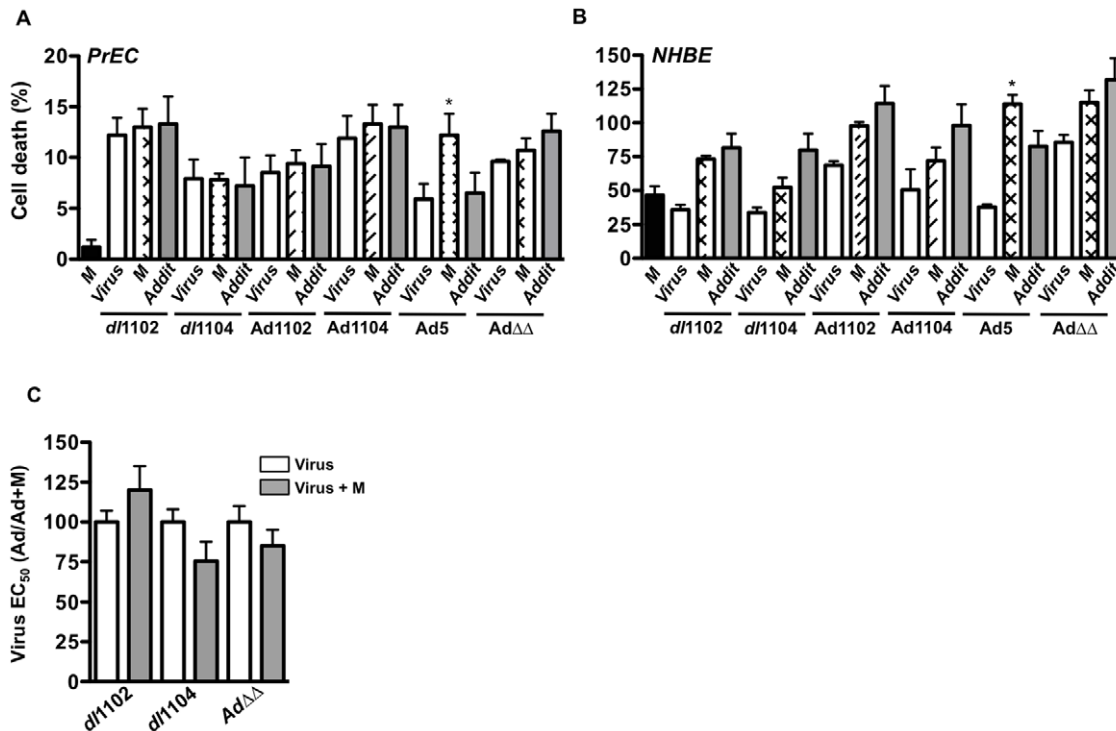 A
PrEC
Cell death (%)
20
15
10
5
0
M Virus M Addit Virus M Addit Virus M Addit Virus M Addit Virus M Addit Virus M Addit
dl1102 dl1104 Ad1102 Ad1104 Ad5 AdΔΔ
*
B
NHBE
150
125
100
75
50
25
0
M Virus M Addit Virus M Addit Virus M Addit Virus M Addit Virus M Addit Virus M Addit
dl1102 dl1104 Ad1102 Ad1104 Ad5 AdΔΔ
*
C
Virus EC₅₀ (Ad/Ad+M)
150
125
100
75
50
25
0
Virus
Virus + M
dl1102 dl1104 AdΔΔ